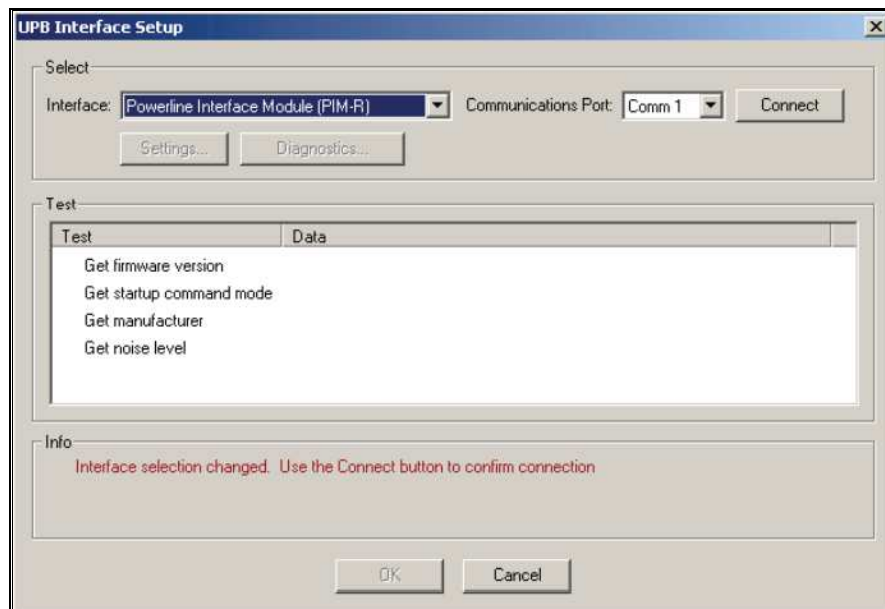 UPB Interface Setup
Select
Interface: Powerline Interface Module (PIM-R) Communications Port: Comm 1 Connect
Settings... Diagnostics...
Test
Test Data
Get firmware version
Get startup command mode
Get manufacturer
Get noise level
Info
Interface selection changed. Use the Connect button to confirm connection
OK Cancel